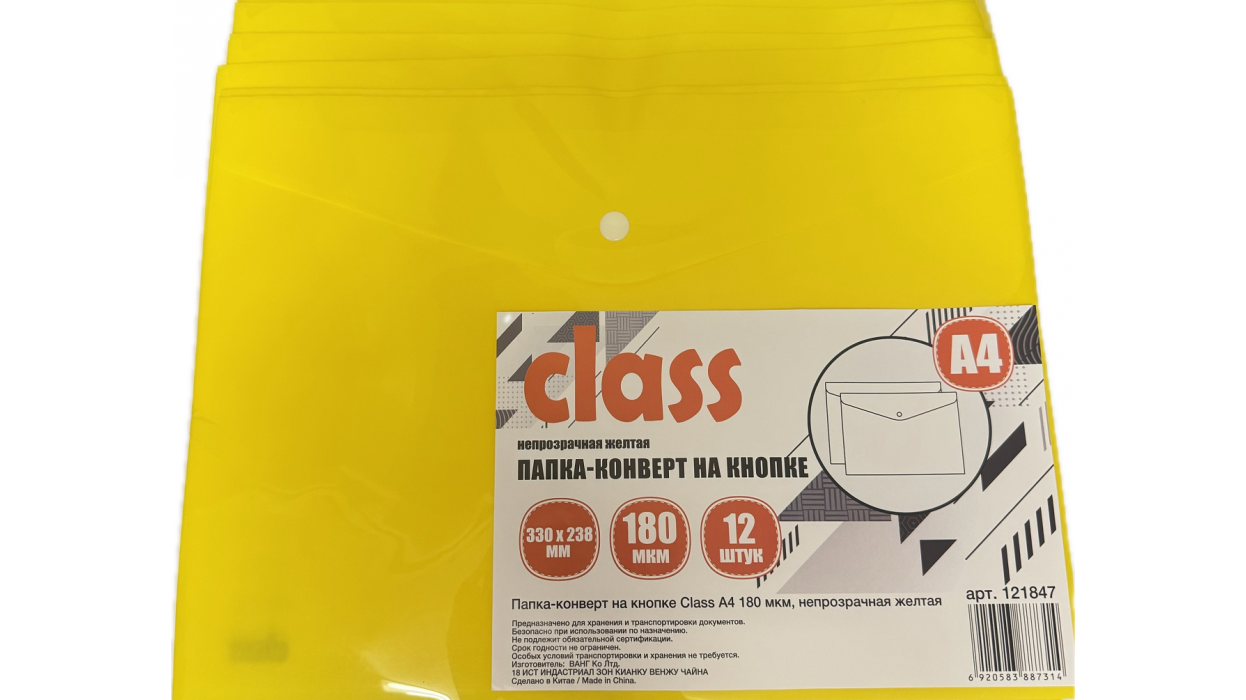 class
A4
непрозрачная желтая
ПАПКА-КОНВЕРТ НА КНОПКЕ
330 x 238
ММ
180
МКМ
12
ШТУК
арт. 121847
Папка-конверт на кнопке Class A4 180 мкм, непрозрачная желтая
Предназначено для хранения и транспортировки документов.
Безопасно при использовании по назначению.
Не подлежит обязательной сертификации.
Срок годности не ограничен.
Особых условий транспортировки и хранения не требуется.
Изготовитель: ВАНГ Ко Лтд.
18 ИСТ ИНДАСТРИАЛ ЗОН КИАНКУ ВЕНЖУ ЧАЙНА
Сделано в Китае / Made in China.
6 920583 887314
class